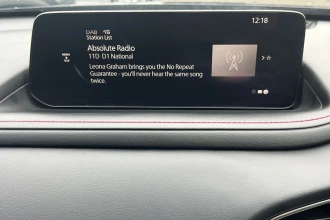 12:18
DAB
Station List
Absolute Radio
MENU
11D D1 National
Leona Graham brings you the No Repeat
Guarantee - you'll never hear the same song
twice.